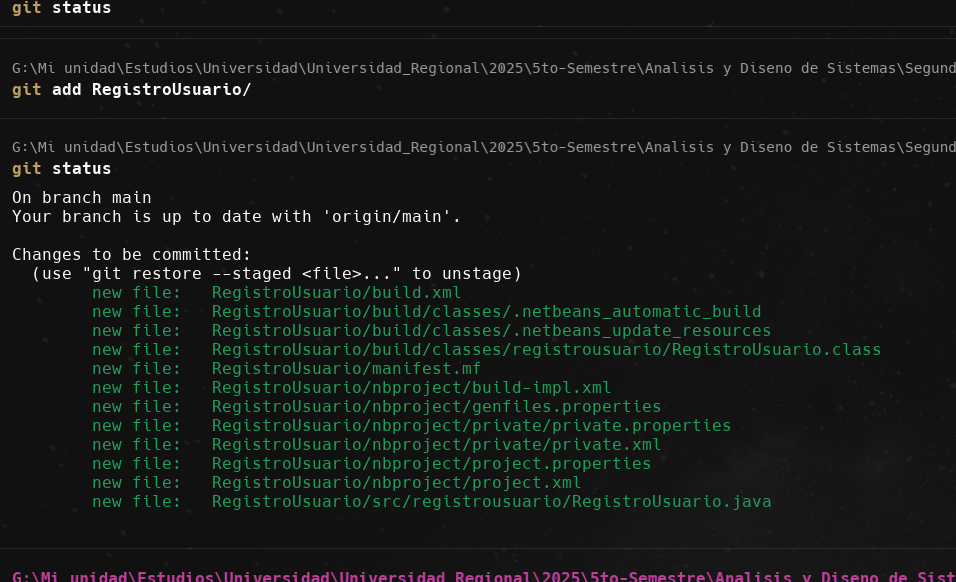 git status
G:\Mi unidad\Estudios\Universidad\Universidad_Regional\2025\5to-Semestre\Analisis y Diseno de Sistemas\Segund
git add RegistroUsuario/
G:\Mi unidad\Estudios\Universidad\Universidad_Regional\2025\5to-Semestre\Analisis y Diseno de Sistemas\Segund
git status
On branch main
Your branch is up to date with 'origin/main'.
Changes to be committed:
(use "git restore --staged <file>..." to unstage)
new file: RegistroUsuario/build.xml
new file: RegistroUsuario/build/classes/.netbeans_automatic_build
new file: RegistroUsuario/build/classes/.netbeans_update_resources
new file: RegistroUsuario/build/classes/registrousuario/RegistroUsuario.class
new file: RegistroUsuario/manifest.mf
new file: RegistroUsuario/nbproject/build-impl.xml
new file: RegistroUsuario/nbproject/genfiles.properties
new file: RegistroUsuario/nbproject/private/private.properties
new file: RegistroUsuario/nbproject/private/private.xml
new file: RegistroUsuario/nbproject/project.properties
new file: RegistroUsuario/nbproject/project.xml
new file: RegistroUsuario/src/registrousuario/RegistroUsuario.java
G:\Mi unidad\Estudios\Universidad\Universidad_Regional\2025\5to-Semestre\Analisis y Diseno de Sist